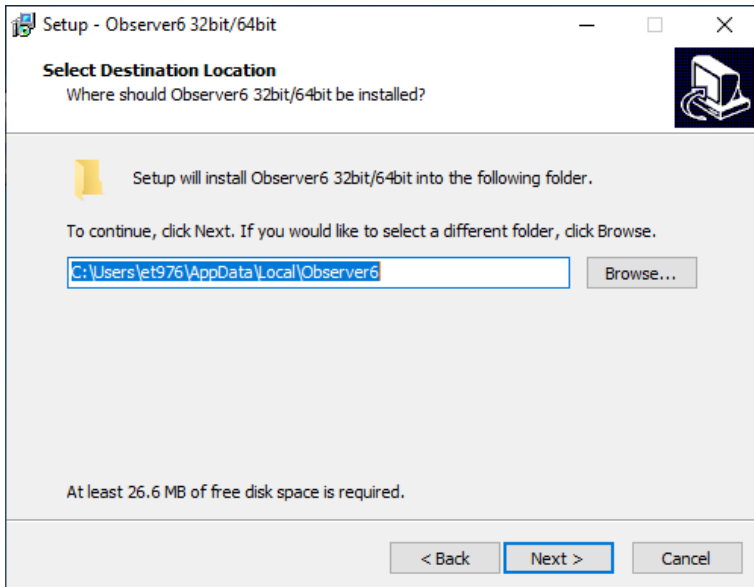 Setup - Observer6 32bit/64bit
Select Destination Location
Where should Observer6 32bit/64bit be installed?
Setup will install Observer6 32bit/64bit into the following folder.
To continue, click Next. If you would like to select a different folder, click Browse.
C:\Users\et976\AppData\Local\Observer6
Browse...
At least 26.6 MB of free disk space is required.
< Back
Next >
Cancel